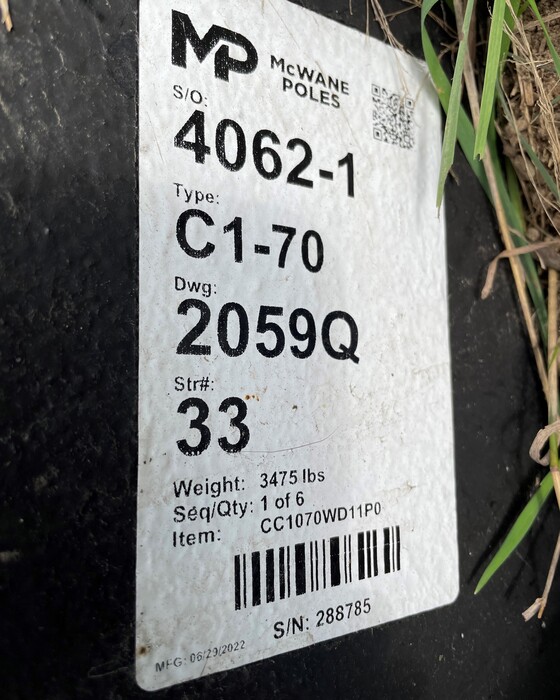 MP McWANE
POLES
S/O:
4062-1
Type:
C1-70
Dwg:
2059Q
Str#:
33
Weight: 3475 lbs
Seq/Qty: 1 of 6
Item: CC1070WD11P0
S/N: 288785
MFG: 06/29/2022